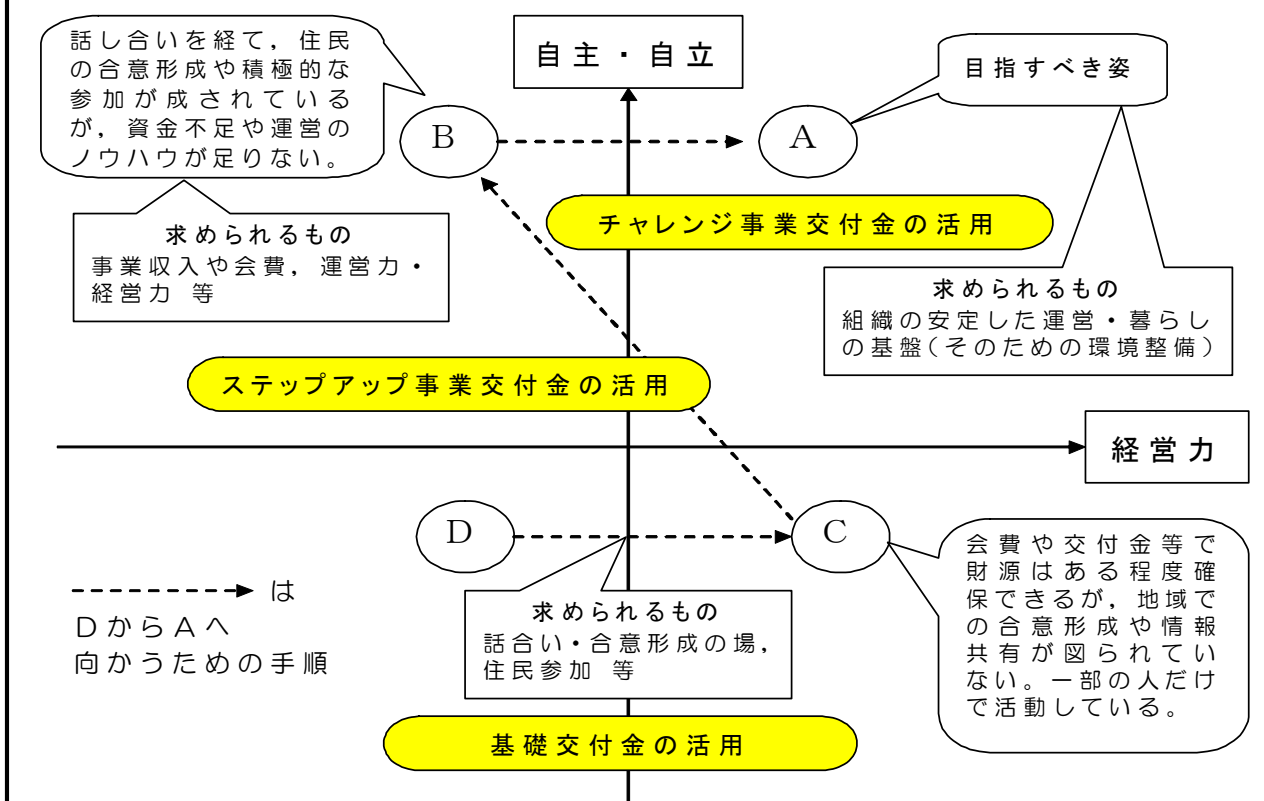 話し合いを経て，住民
の合意形成や積極的な
参加が成されている
が，資金不足や運営の
ノウハウが足りない。
自主・自立
目指すべき姿
B
A
チャレンジ事業交付金の活用
求められるもの
事業収入や会費，運営力・
経営力 等
求められるもの
組織の安定した運営・暮らし
の基盤（そのための環境整備）
ステップアップ事業交付金の活用
経営力
D
C
求められるもの
話合い・合意形成の場，
住民参加 等
会費や交付金等で
財源はある程度確
保できるが，地域で
の合意形成や情報
共有が図られてい
ない。一部の人だけ
で活動している。
は
DからAへ
向かうための手順
基礎交付金の活用